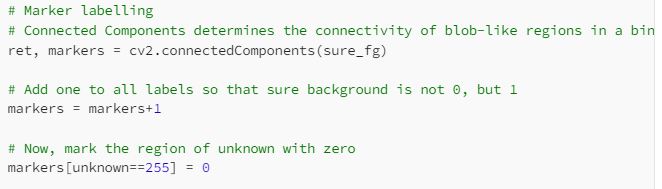 # Marker labelling
# Connected Components determines the connectivity of blob-like regions in a bin
ret, markers = cv2.connectedComponents(sure_fg)
# Add one to all labels so that sure background is not 0, but 1
markers = markers+1
# Now, mark the region of unknown with zero
markers[unknown==255] = 0